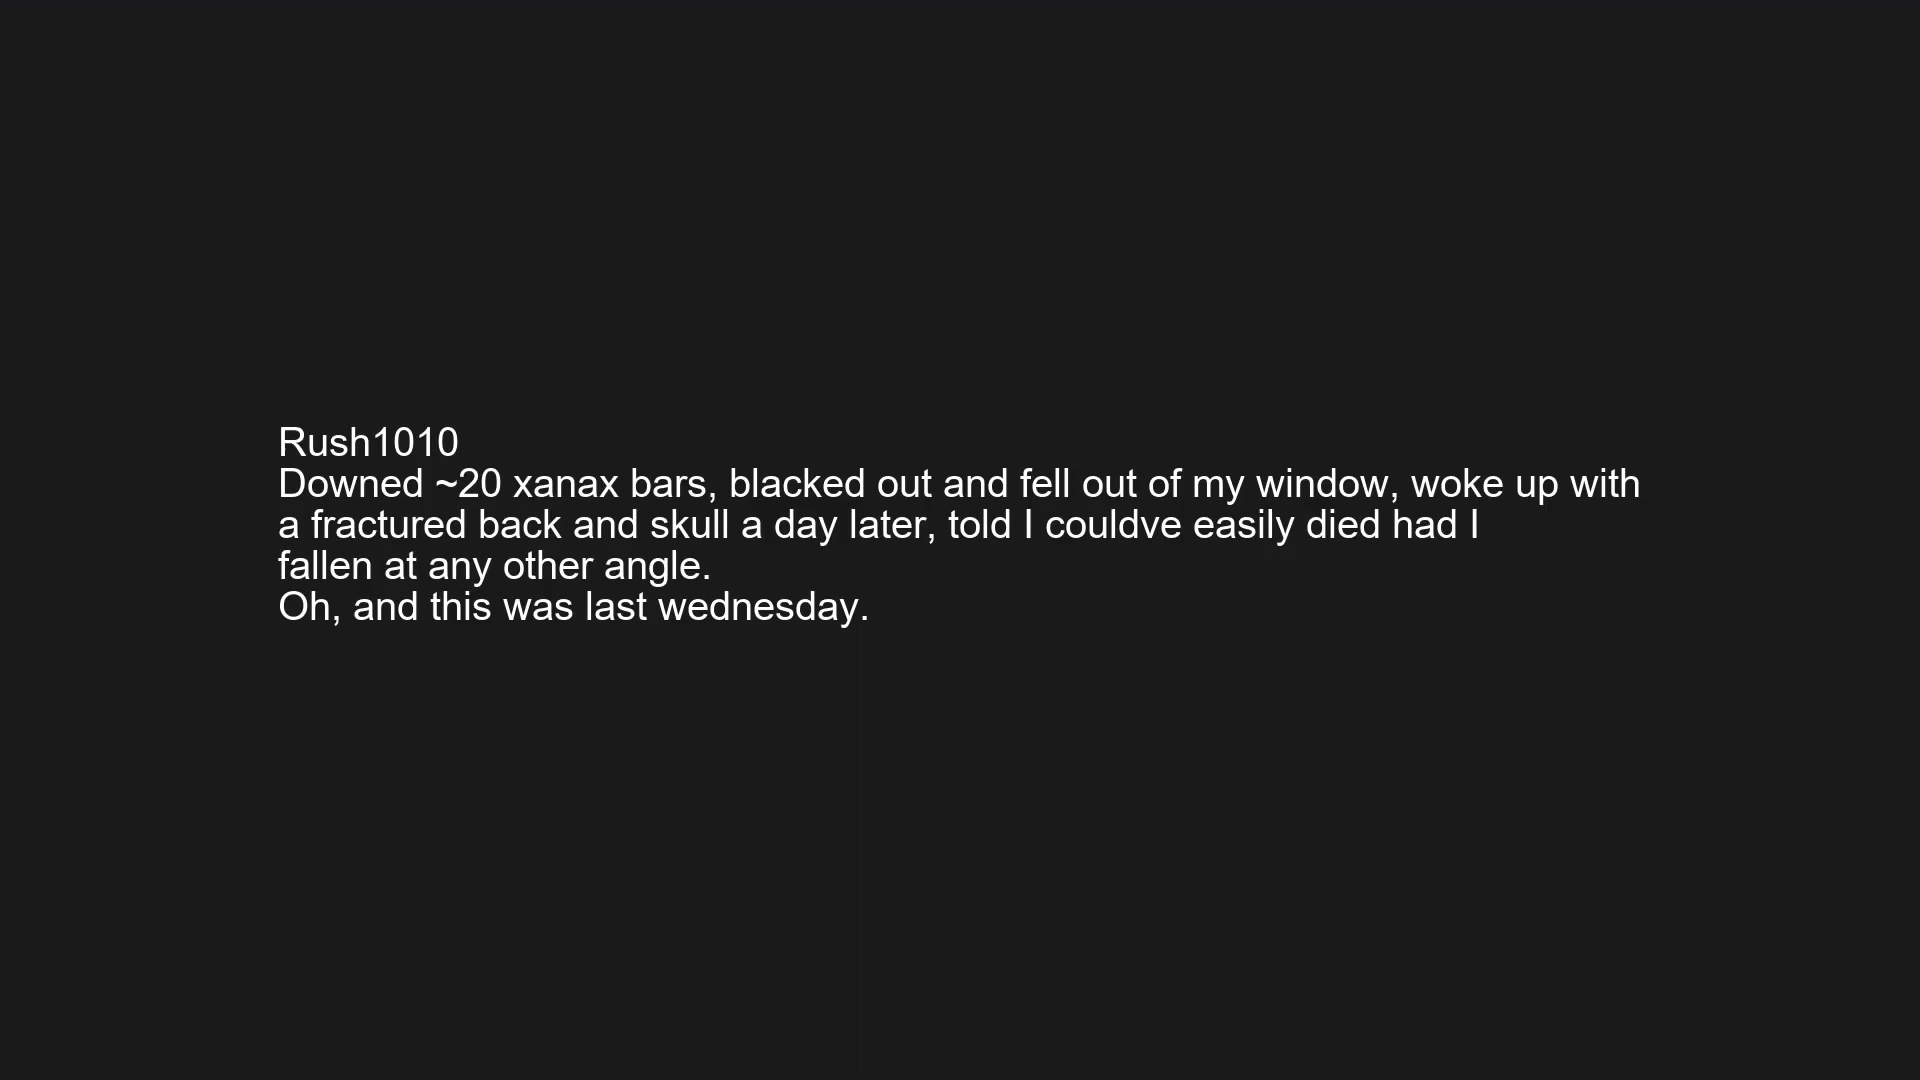 Rush1010
Downed ~20 xanax bars, blacked out and fell out of my window, woke up with
a fractured back and skull a day later, told I couldve easily died had I
fallen at any other angle.
Oh, and this was last wednesday.